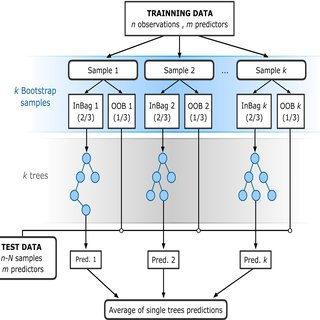 TRAINNING DATA
n observations , m predictors
Sample 1
Sample 2
...
Sample k
k Bootstrap
samples
InBag 1
(2/3)
OOB 1
(1/3)
InBag 2
(2/3)
OOB 2
(1/3)
InBag k
(2/3)
OOB k
(1/3)
k trees
TEST DATA
n-N samples
m predictors
Pred. 1
Pred. 2
Pred. k
Average of single trees predictions